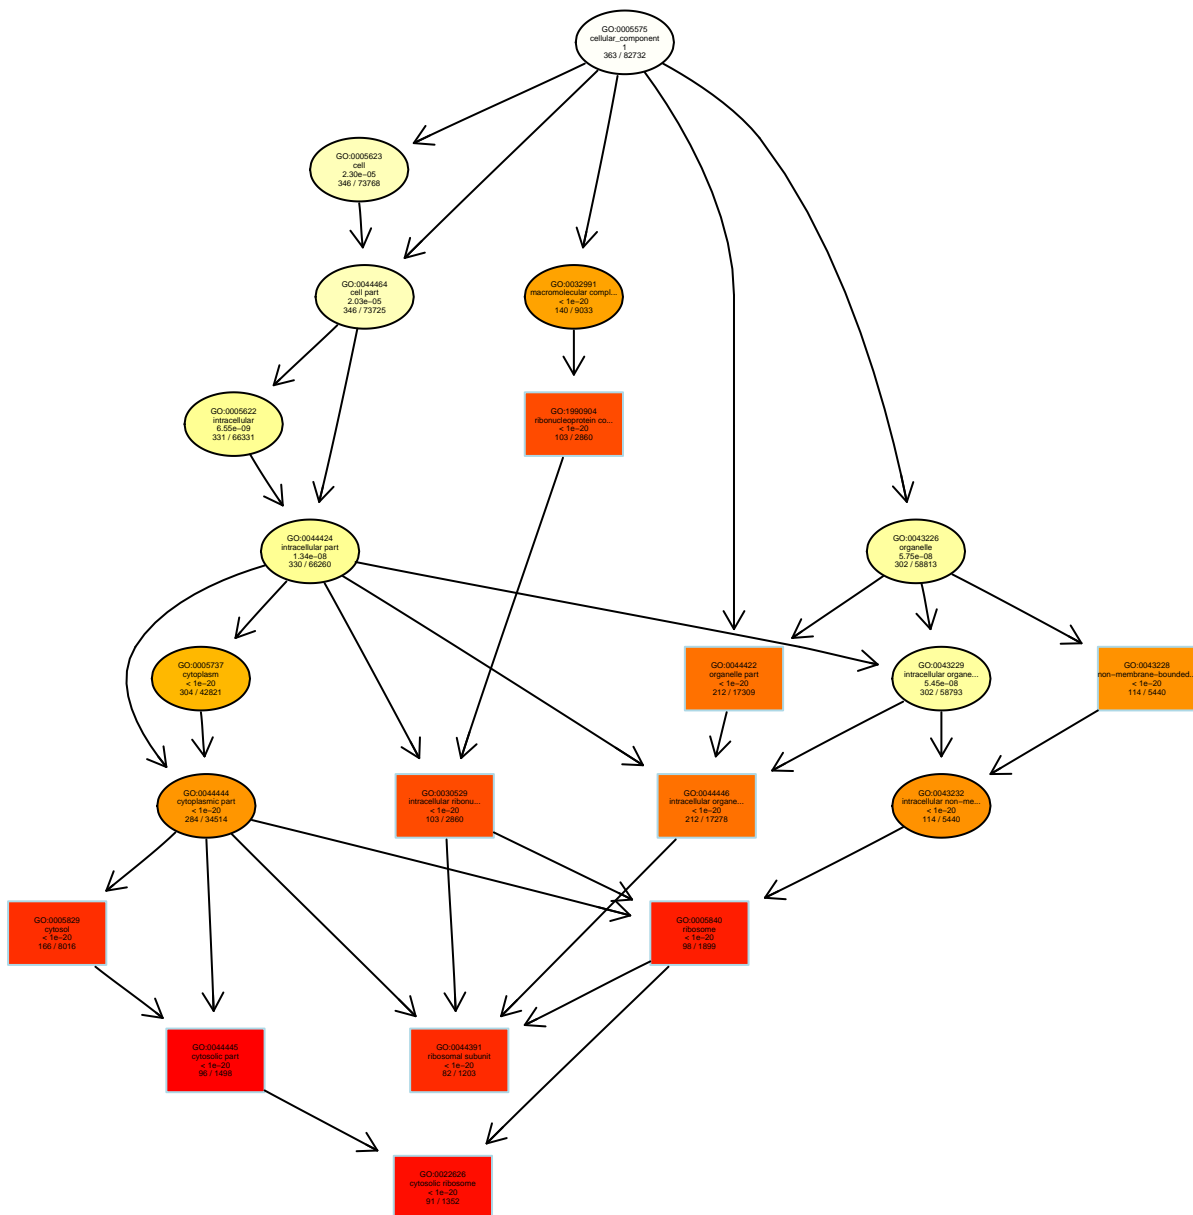 GO:0005575
cellular_component
1
363 / 82732
GO:0005623
cell
2.30e−05
346 / 73768
GO:0044464
cell part
2.03e−05
346 / 73725
GO:0032991
macromolecular compl...
< 1e−20
140 / 9033
GO:0005622
intracellular
6.55e−09
331 / 66331
GO:1990904
ribonucleoprotein co...
< 1e−20
103 / 2860
GO:0044424
intracellular part
1.34e−08
330 / 66260
GO:0043226
organelle
5.75e−08
302 / 58813
GO:0005737
cytoplasm
< 1e−20
304 / 42821
GO:0044422
organelle part
< 1e−20
212 / 17309
GO:0043229
intracellular organe...
5.45e−08
302 / 58793
GO:0043228
non−membrane−bounded...
< 1e−20
114 / 5440
GO:0044444
cytoplasmic part
< 1e−20
284 / 34514
GO:0030529
intracellular ribonu...
< 1e−20
103 / 2860
GO:0044446
intracellular organe...
< 1e−20
212 / 17278
GO:0043232
intracellular non−me...
< 1e−20
114 / 5440
GO:0005829
cytosol
< 1e−20
166 / 8016
GO:0005840
ribosome
< 1e−20
98 / 1899
GO:0044445
cytosolic part
< 1e−20
96 / 1498
GO:0044391
ribosomal subunit
< 1e−20
82 / 1203
GO:0022626
cytosolic ribosome
< 1e−20
91 / 1352